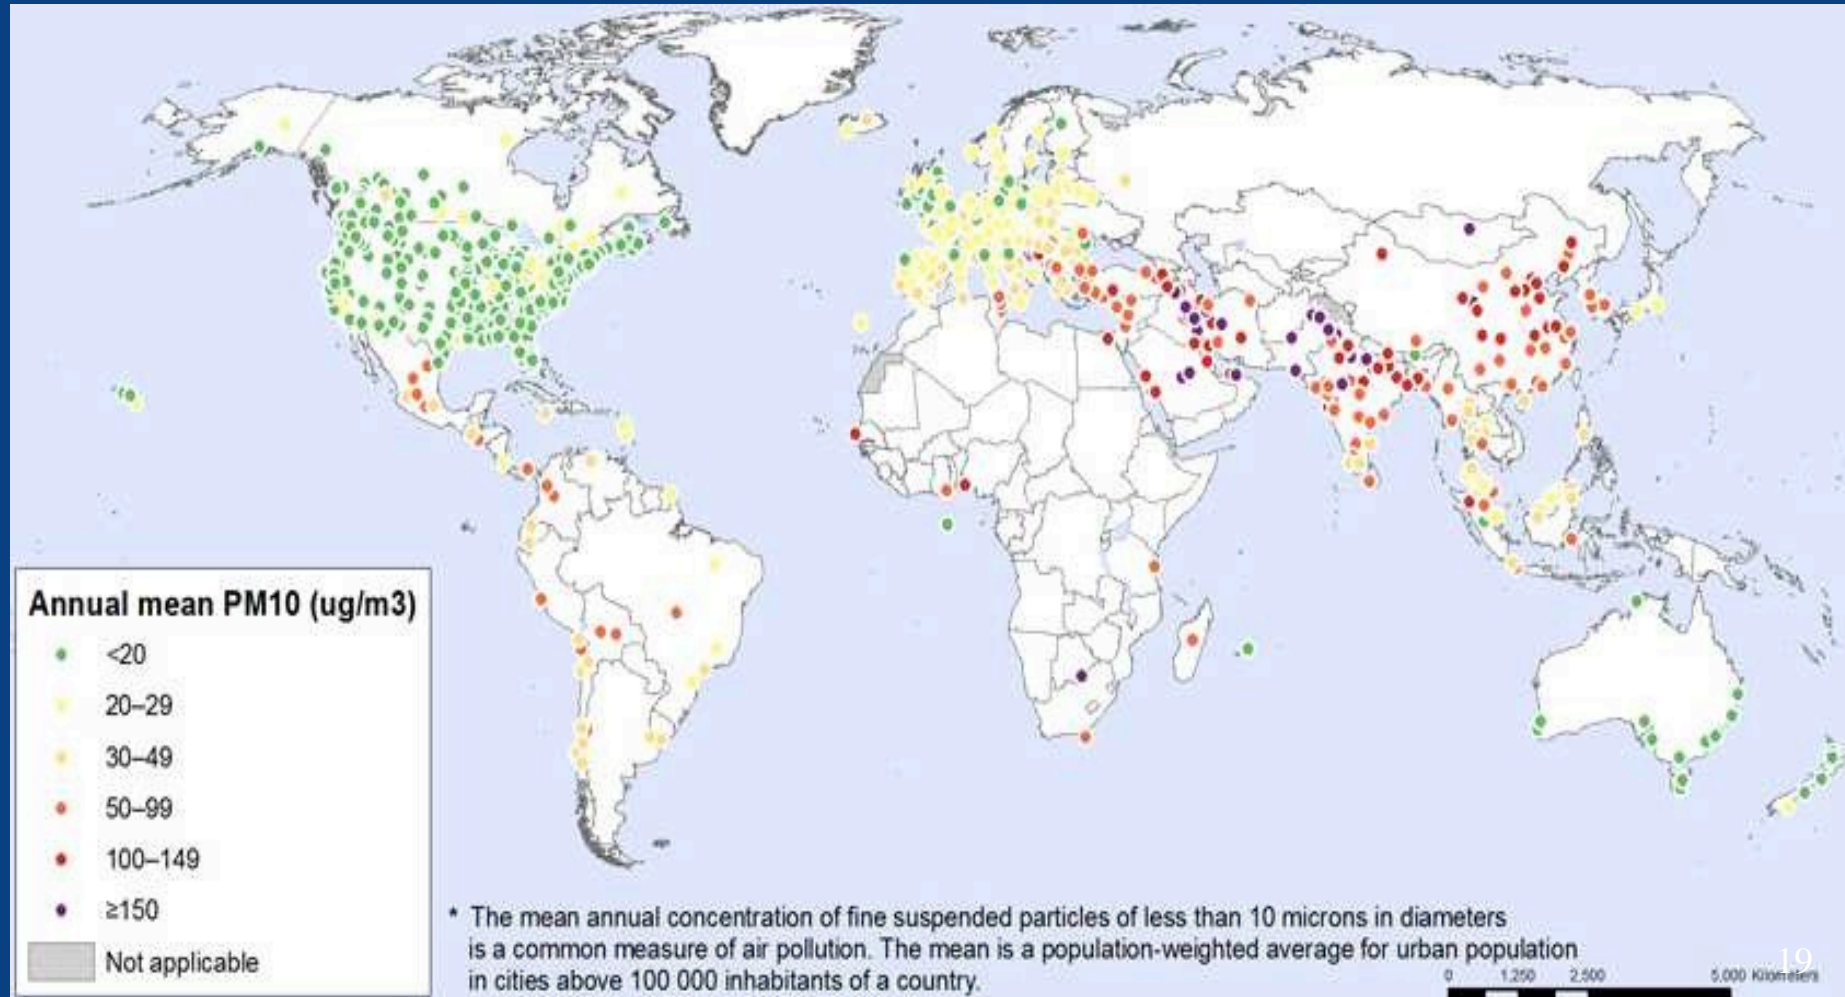 Annual mean PM10 (ug/m3)
<20
20–29
30–49
50–99
100–149
≥150
Not applicable
* The mean annual concentration of fine suspended particles of less than 10 microns in diameters
is a common measure of air pollution. The mean is a population-weighted average for urban population
in cities above 100 000 inhabitants of a country.
19
0 1,250 2,500 5,000 Kilometers